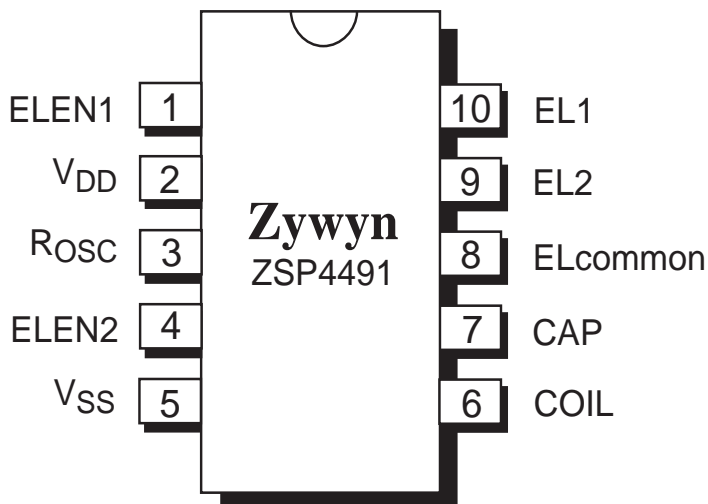 ELEN1 1 10 EL1
VDD 2 9 EL2
Zywyn
ROSC 3 8 ELcommon
ZSP4491
ELEN2 4 7 CAP
VSS 5 6 COIL